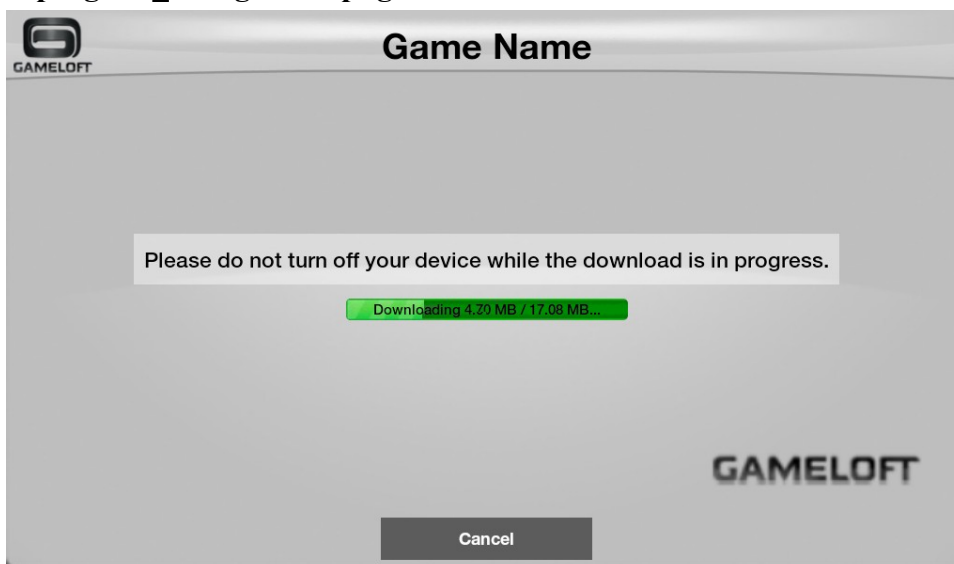 GAMELOFT
Game Name
Please do not turn off your device while the download is in progress.
Downloading 4.70 MB / 17.08 MB...
GAMELOFT
Cancel